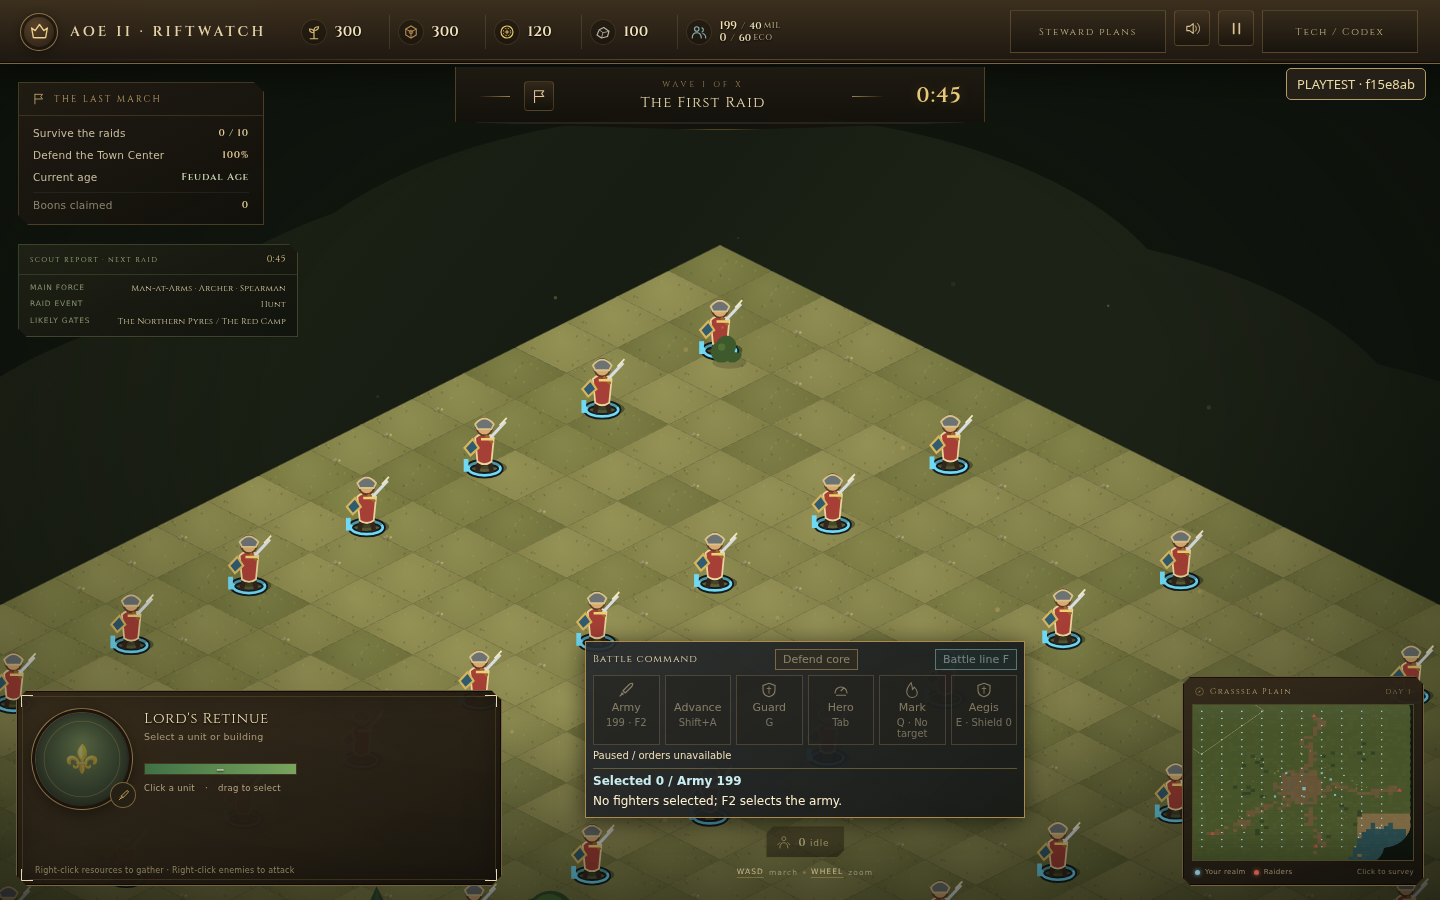 AOE II · RIFTWATCH
300
300
120
100
199 / 40 MIL
0 / 60 ECO
STEWARD PLANS
TECH / CODEX
THE LAST MARCH
Survive the raids 0 / 10
Defend the Town Center 100%
Current age FEUDAL AGE
Boons claimed 0
WAVE I OF X
THE FIRST RAID
0:45
PLAYTEST · f15e8ab
SCOUT REPORT · NEXT RAID 0:45
MAIN FORCE MAN-AT-ARMS · ARCHER · SPEARMAN
RAID EVENT HUNT
LIKELY GATES THE NORTHERN PYRES / THE RED CAMP
LORD'S RETINUE
Select a unit or building
Click a unit · drag to select
Right-click resources to gather · Right-click enemies to attack
BATTLE COMMAND
Defend core
Battle line F
Army
199 · F2
Advance
Shift+A
Guard
G
Hero
Tab
Mark
Q · No target
Aegis
E · Shield 0
Paused / orders unavailable
Selected 0 / Army 199
No fighters selected; F2 selects the army.
0 idle
WASD march • WHEEL zoom
GRASSSEA PLAIN DAY 1
Your realm Raiders Click to survey